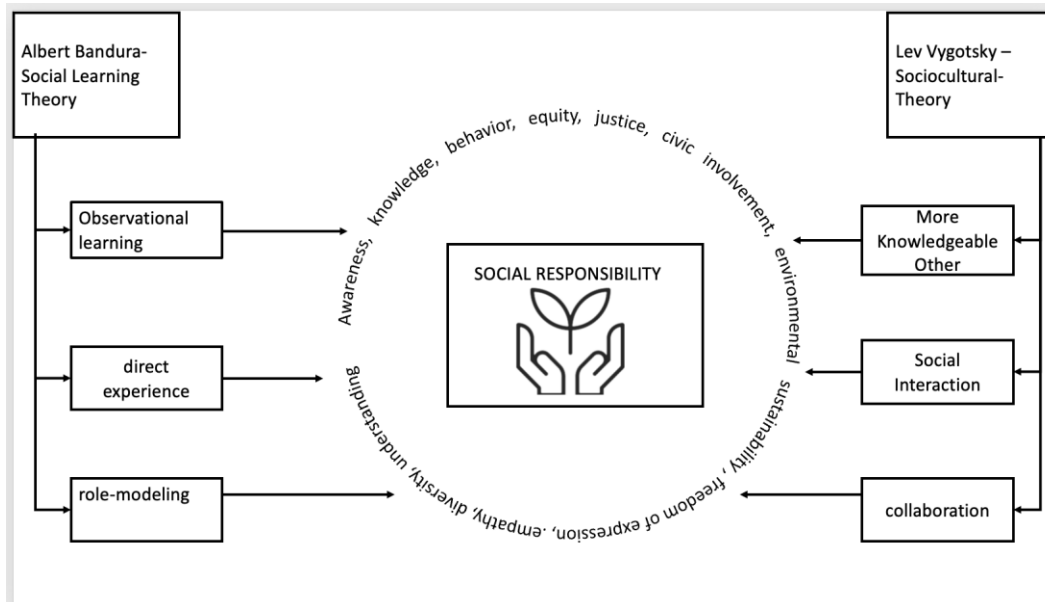 Albert Bandura-
Social Learning
Theory
Observational
learning
direct
experience
role-modeling
Awareness, knowledge, behavior, equity, justice, civic involvement, environmental sustainability, freedom of expression, .empathy, diversity, understanding
SOCIAL RESPONSIBILITY
Lev Vygotsky –
Sociocultural-
Theory
More
Knowledgeable
Other
Social
Interaction
collaboration